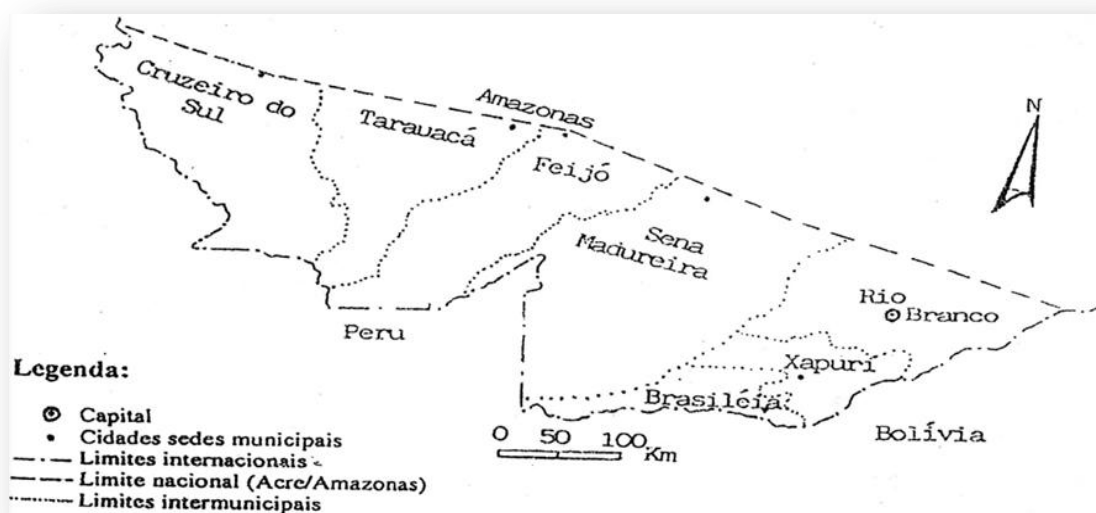 Cruzeiro do
Sul
Tarauacá
Amazonas
Feijó
Sena
Madureira
N
Rio
Branco
Xapurí
Brasiléia
Peru
Bolívia
0 50 100
Km
Legenda:
Capital
Cidades sedes municipais
Limites internacionais
Limite nacional (Acre/Amazonas)
Limites intermunicipais